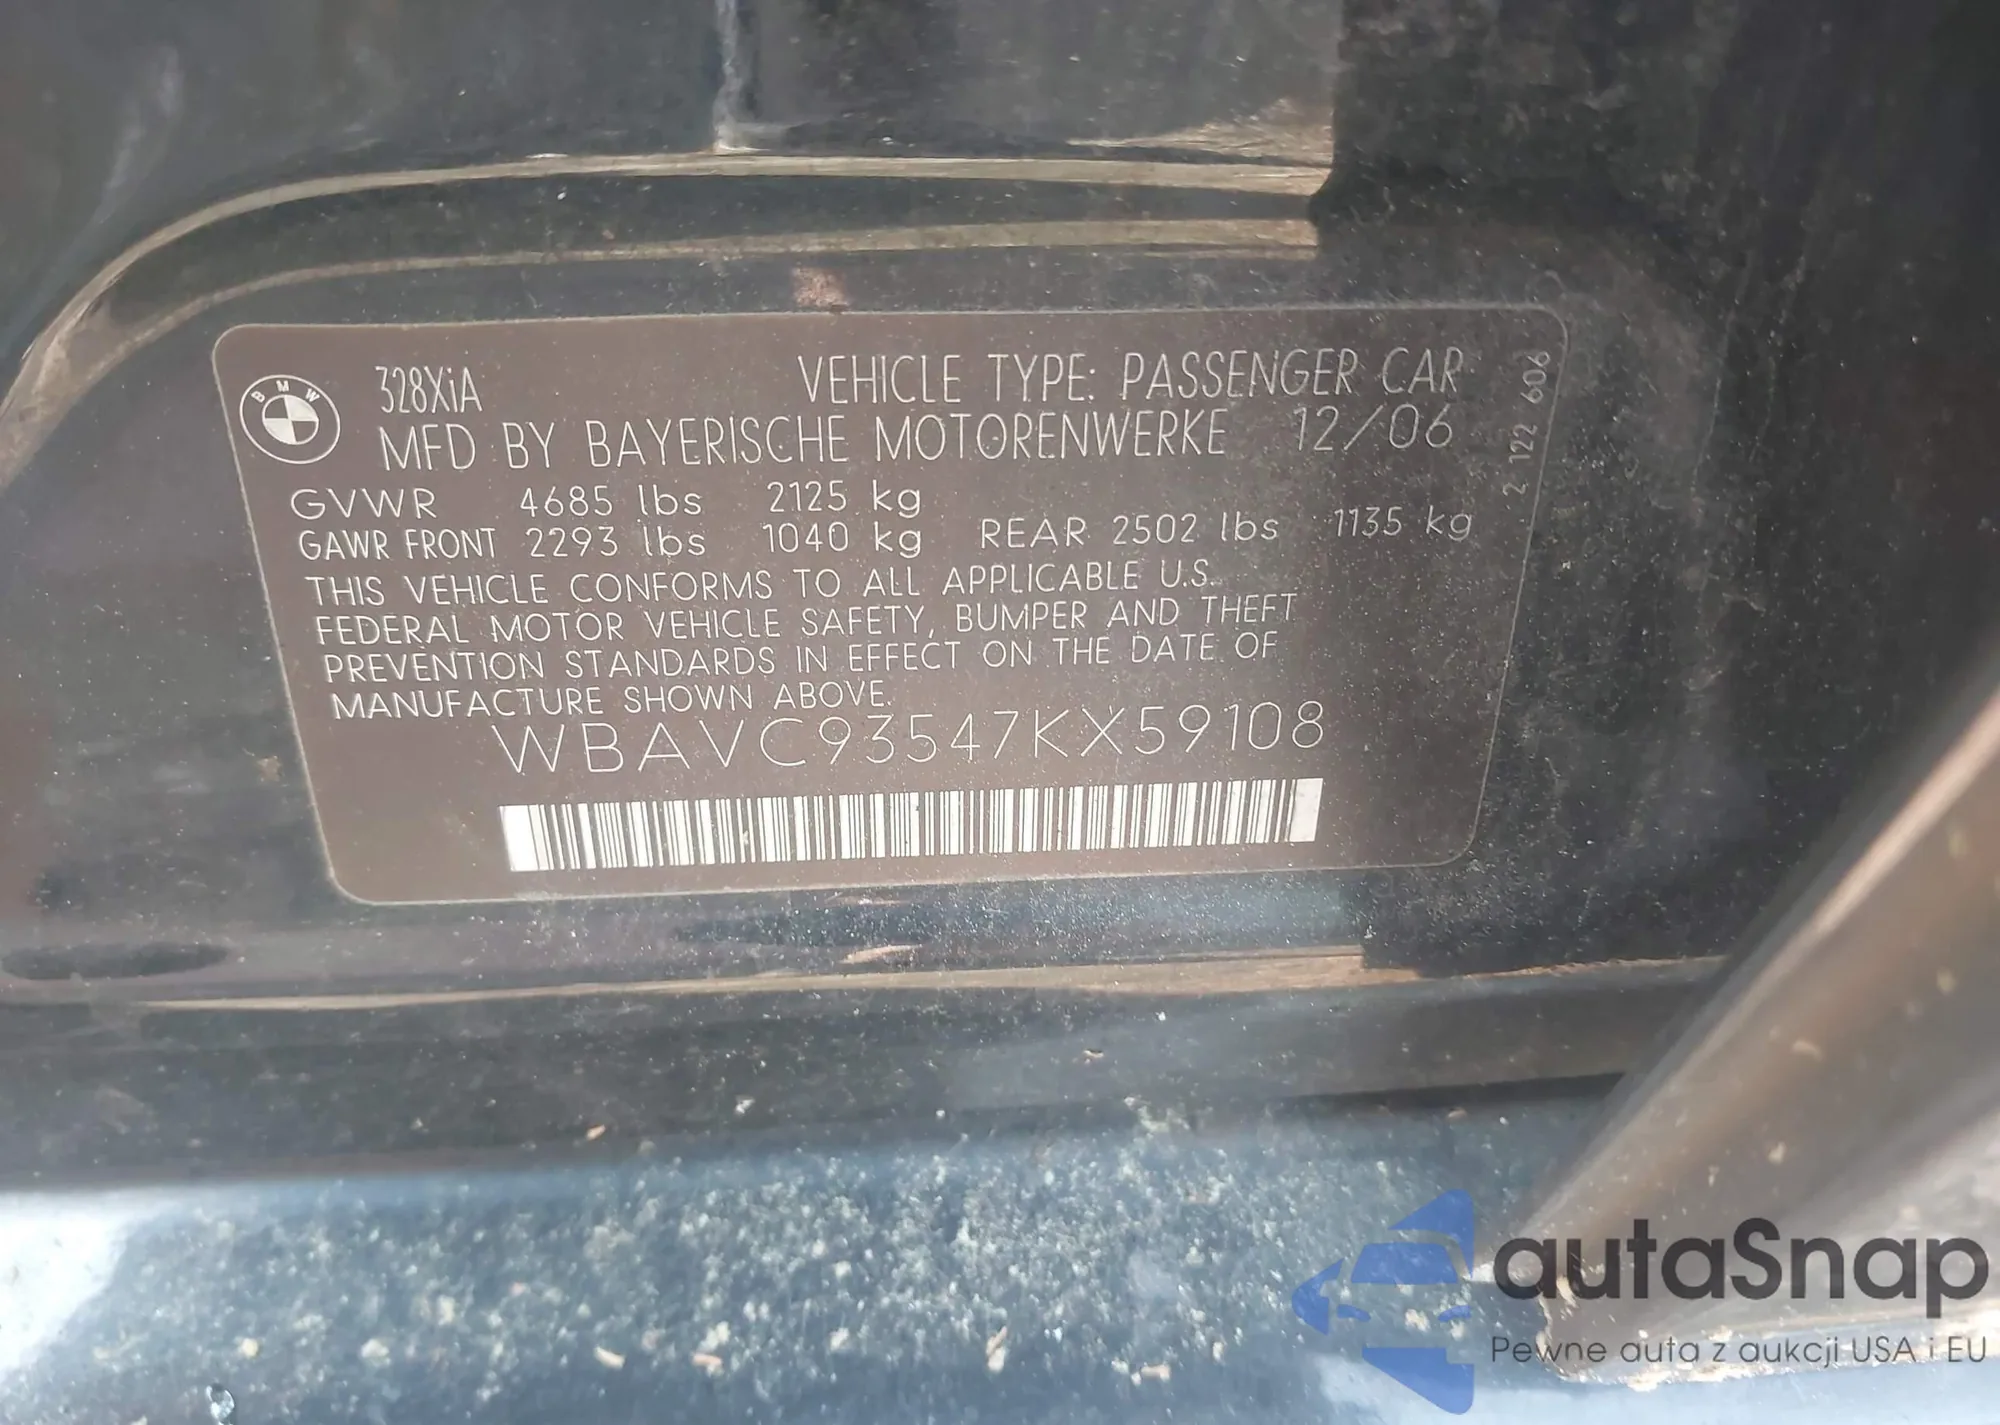 BMW
328XiA
VEHICLE TYPE: PASSENGER CAR
MFD BY BAYERISCHE MOTORENWERKE 12/06
GVWR 4685 lbs 2125 kg
GAWR FRONT 2293 lbs 1040 kg REAR 2502 lbs 1135 kg
THIS VEHICLE CONFORMS TO ALL APPLICABLE U.S.
FEDERAL MOTOR VEHICLE SAFETY, BUMPER AND THEFT
PREVENTION STANDARDS IN EFFECT ON THE DATE OF
MANUFACTURE SHOWN ABOVE.
WBAVC93547KX59108
2 122 606
autaSnap
Pewne auta z aukcji USA i EU